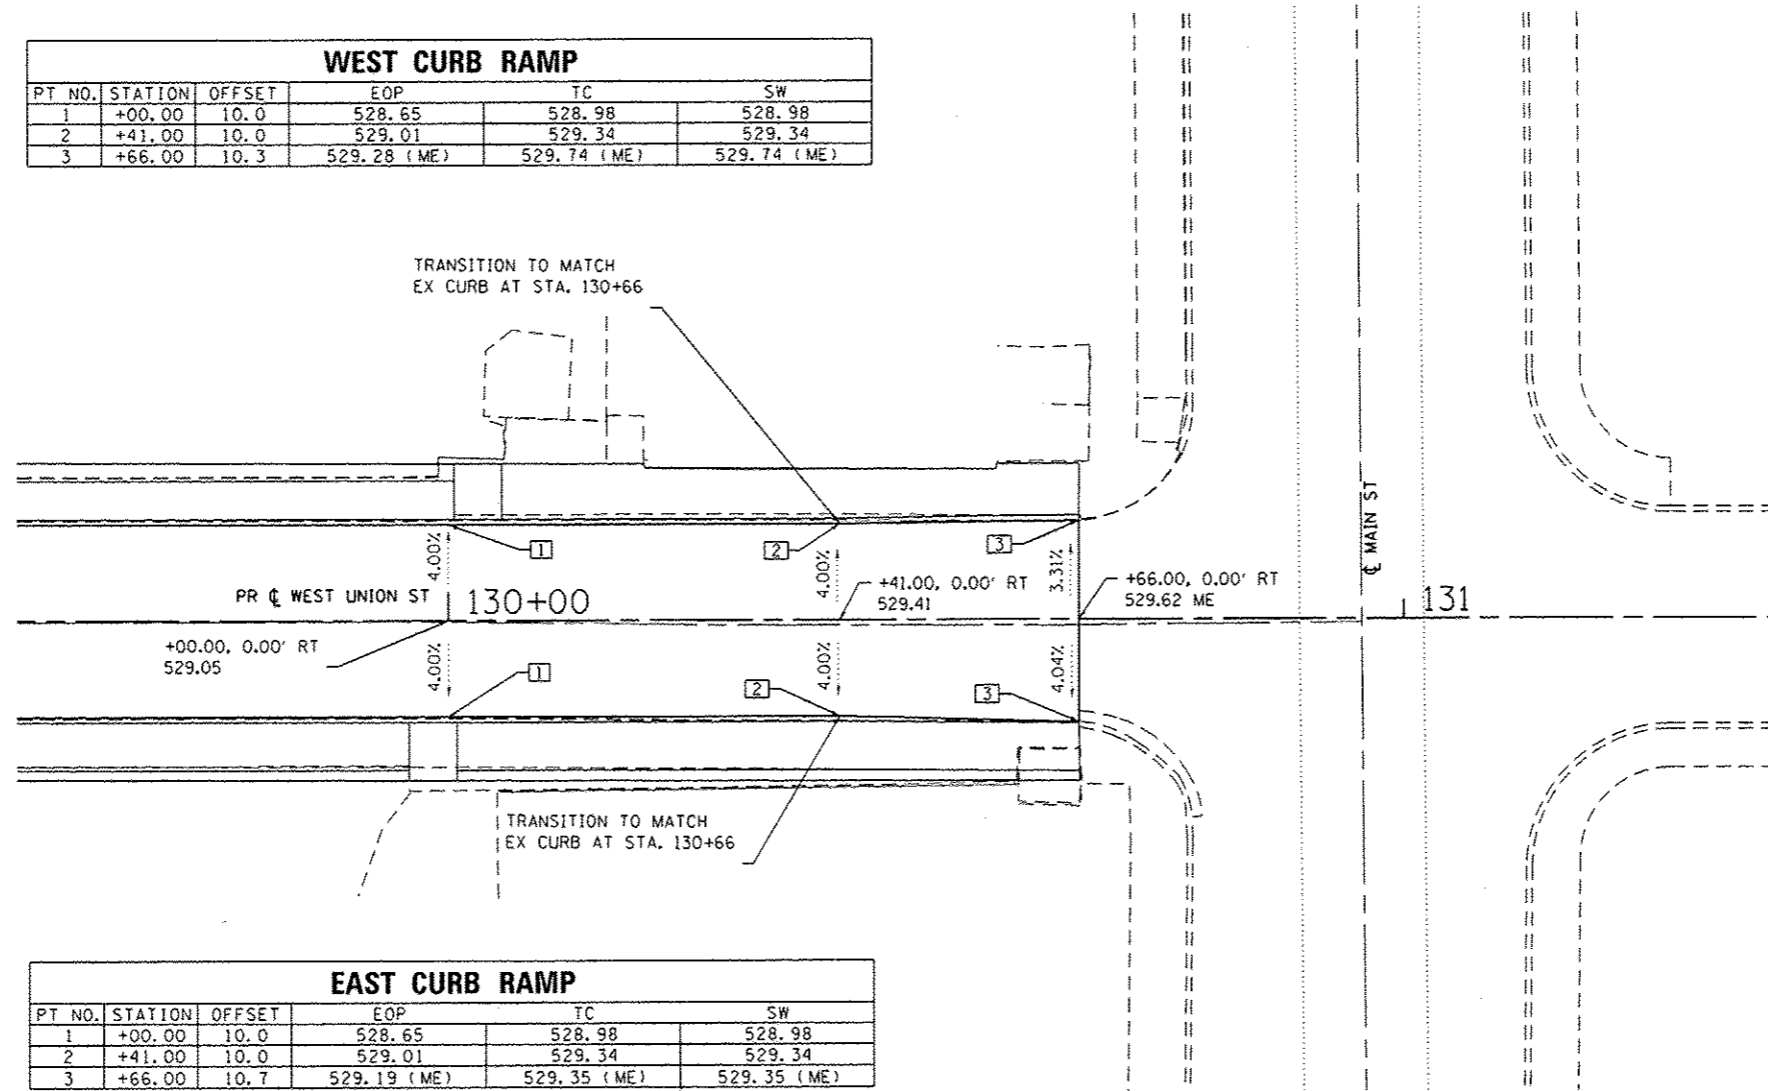 WEST CURB RAMP
PT NO. STATION OFFSET EOP TC SW
1 +00.00 10.0 528.65 528.98 528.98
2 +41.00 10.0 529.01 529.34 529.34
3 +66.00 10.3 529.28 (ME) 529.74 (ME) 529.74 (ME)
TRANSITION TO MATCH
EX CURB AT STA. 130+66
1
2
3
4.00%
4.00%
3.31%
℄ MAIN ST
PR ℄ WEST UNION ST
130+00
+41.00, 0.00' RT
529.41
+66.00, 0.00' RT
529.62 ME
131
+00.00, 0.00' RT
529.05
4.00%
4.00%
4.04%
1
2
3
TRANSITION TO MATCH
EX CURB AT STA. 130+66
EAST CURB RAMP
PT NO. STATION OFFSET EOP TC SW
1 +00.00 10.0 528.65 528.98 528.98
2 +41.00 10.0 529.01 529.34 529.34
3 +66.00 10.7 529.19 (ME) 529.35 (ME) 529.35 (ME)